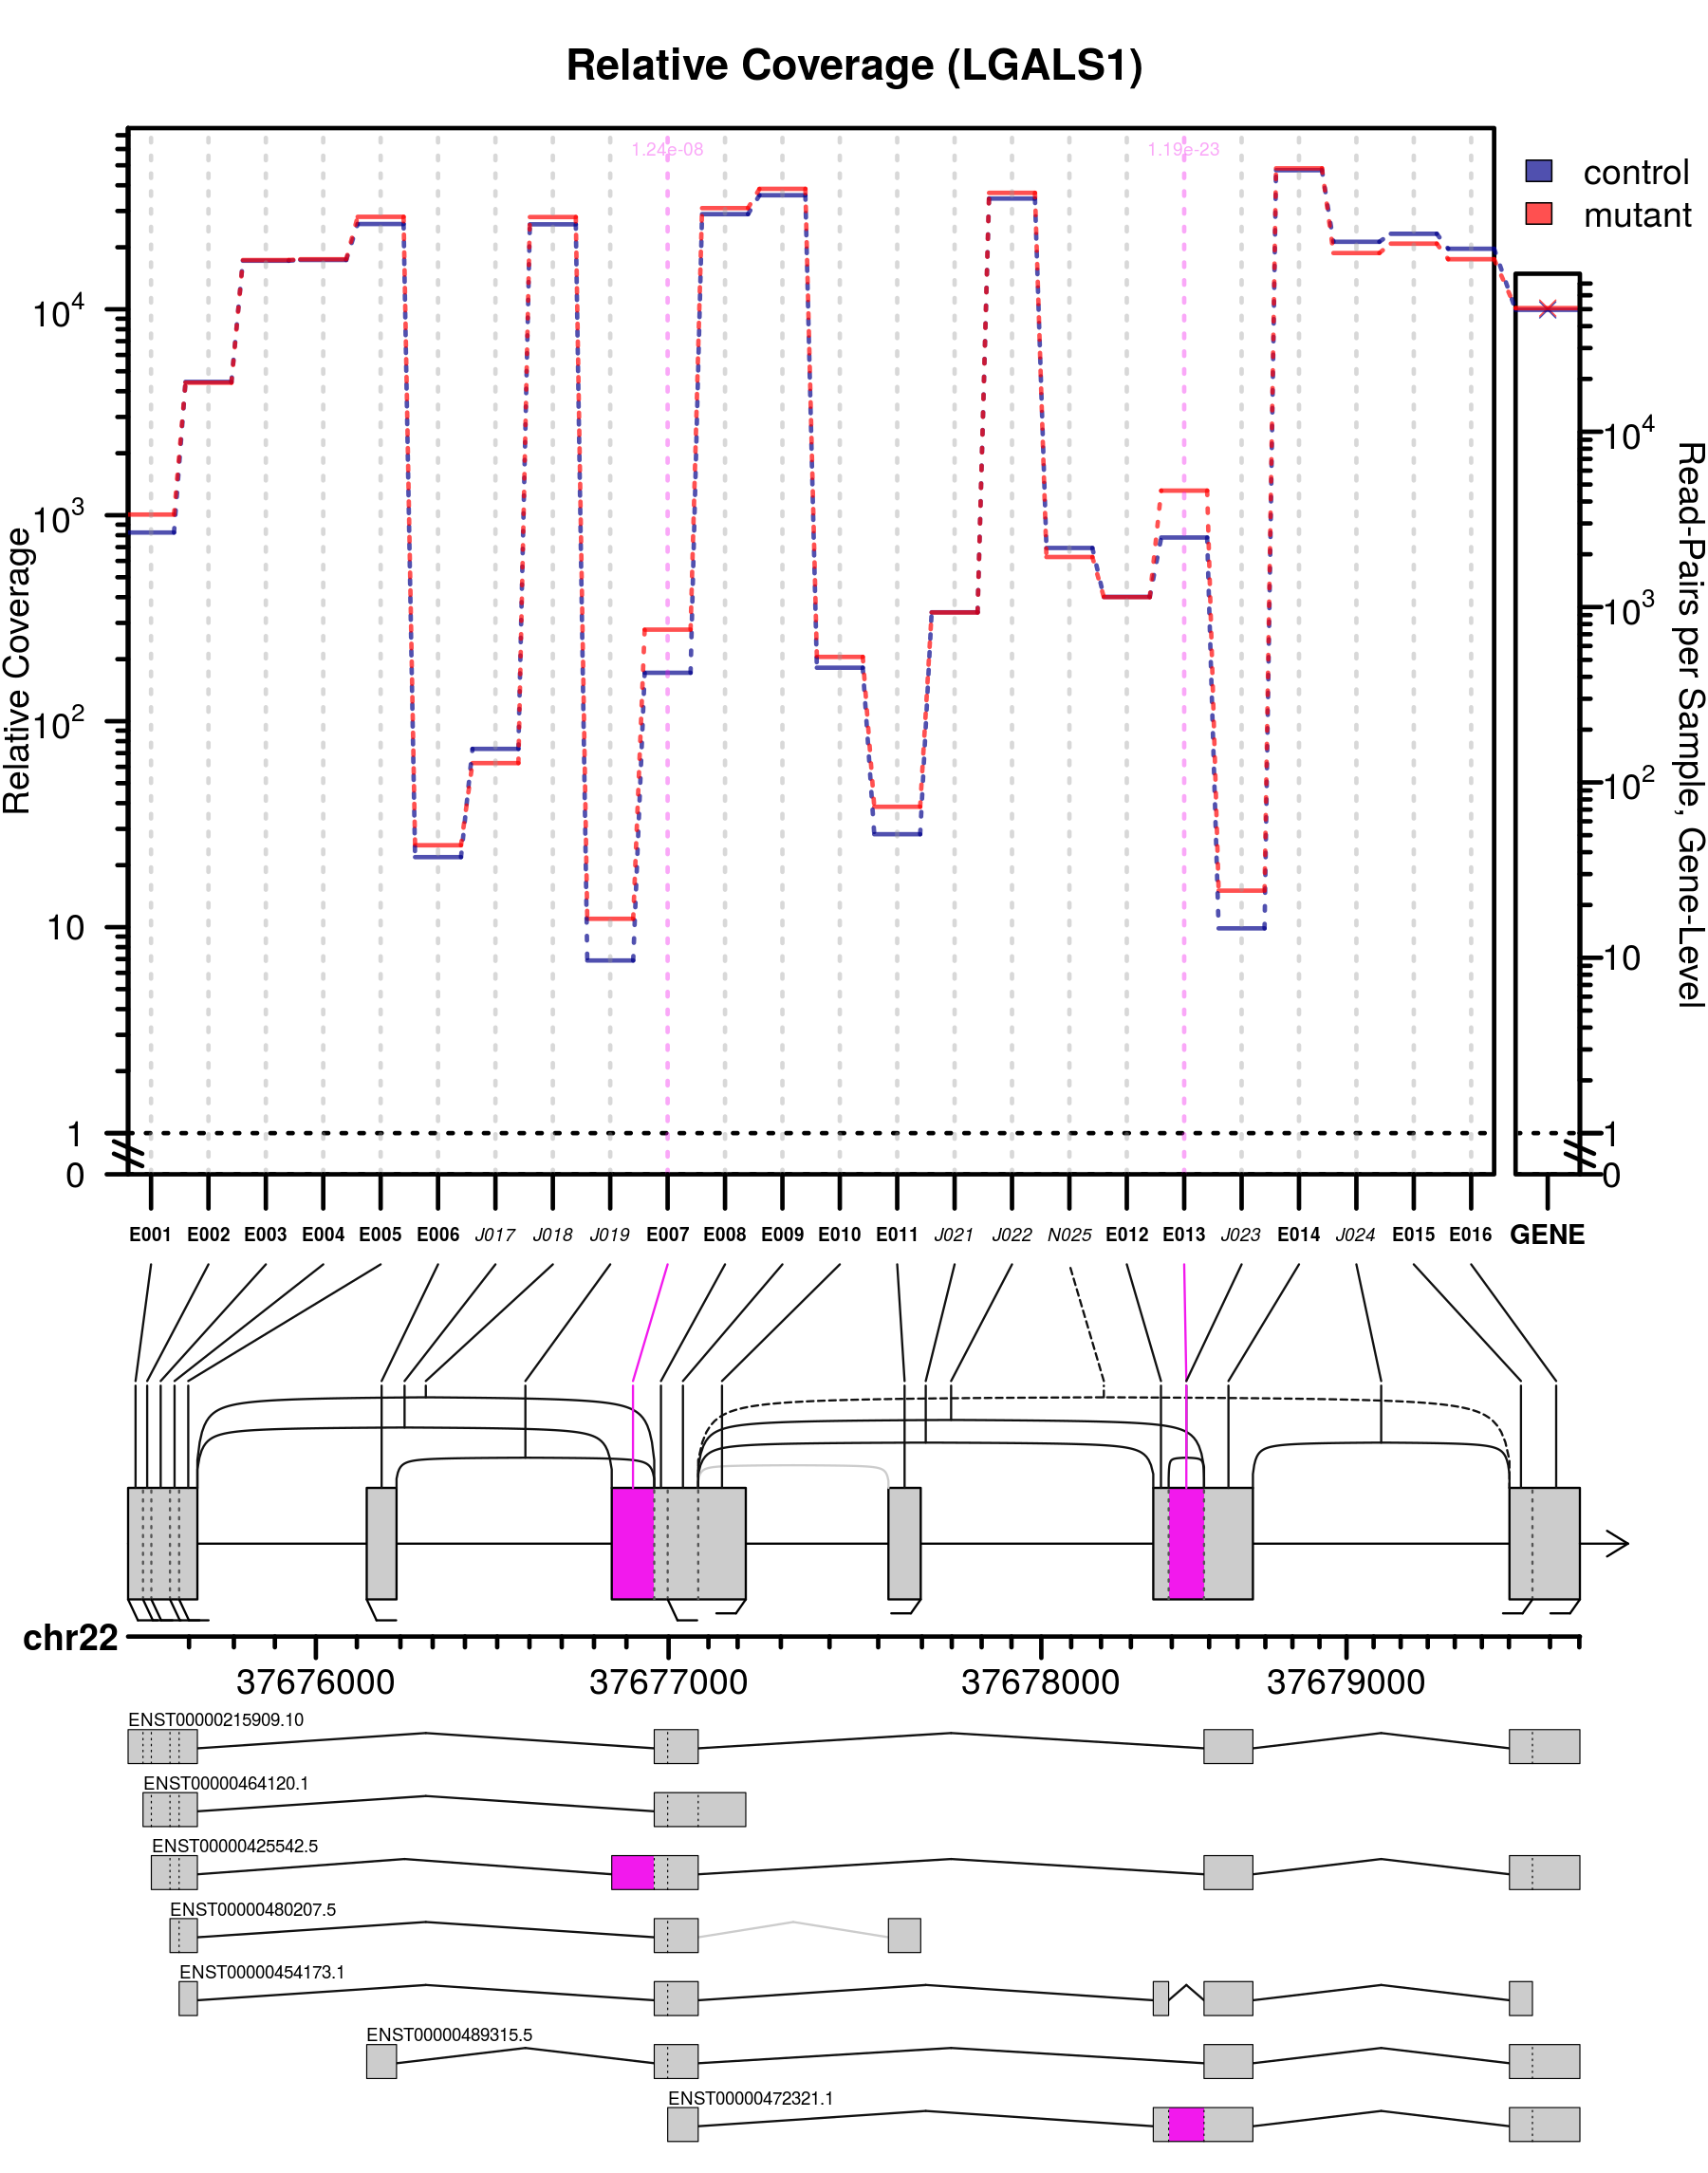 Relative Coverage (LGALS1)
1.24e-08 1.19e-23
control
mutant
Relative Coverage
10^4
10^3
10^2
10
1
0
Read-Pairs per Sample, Gene-Level
10^4
10^3
10^2
10
1
0
E001 E002 E003 E004 E005 E006 J017 J018 J019 E007 E008 E009 E010 E011 J021 J022 N025 E012 E013 J023 E014 J024 E015 E016 GENE
chr22
37676000 37677000 37678000 37679000
ENST00000215909.10
ENST00000464120.1
ENST00000425542.5
ENST00000480207.5
ENST00000454173.1
ENST00000489315.5
ENST00000472321.1